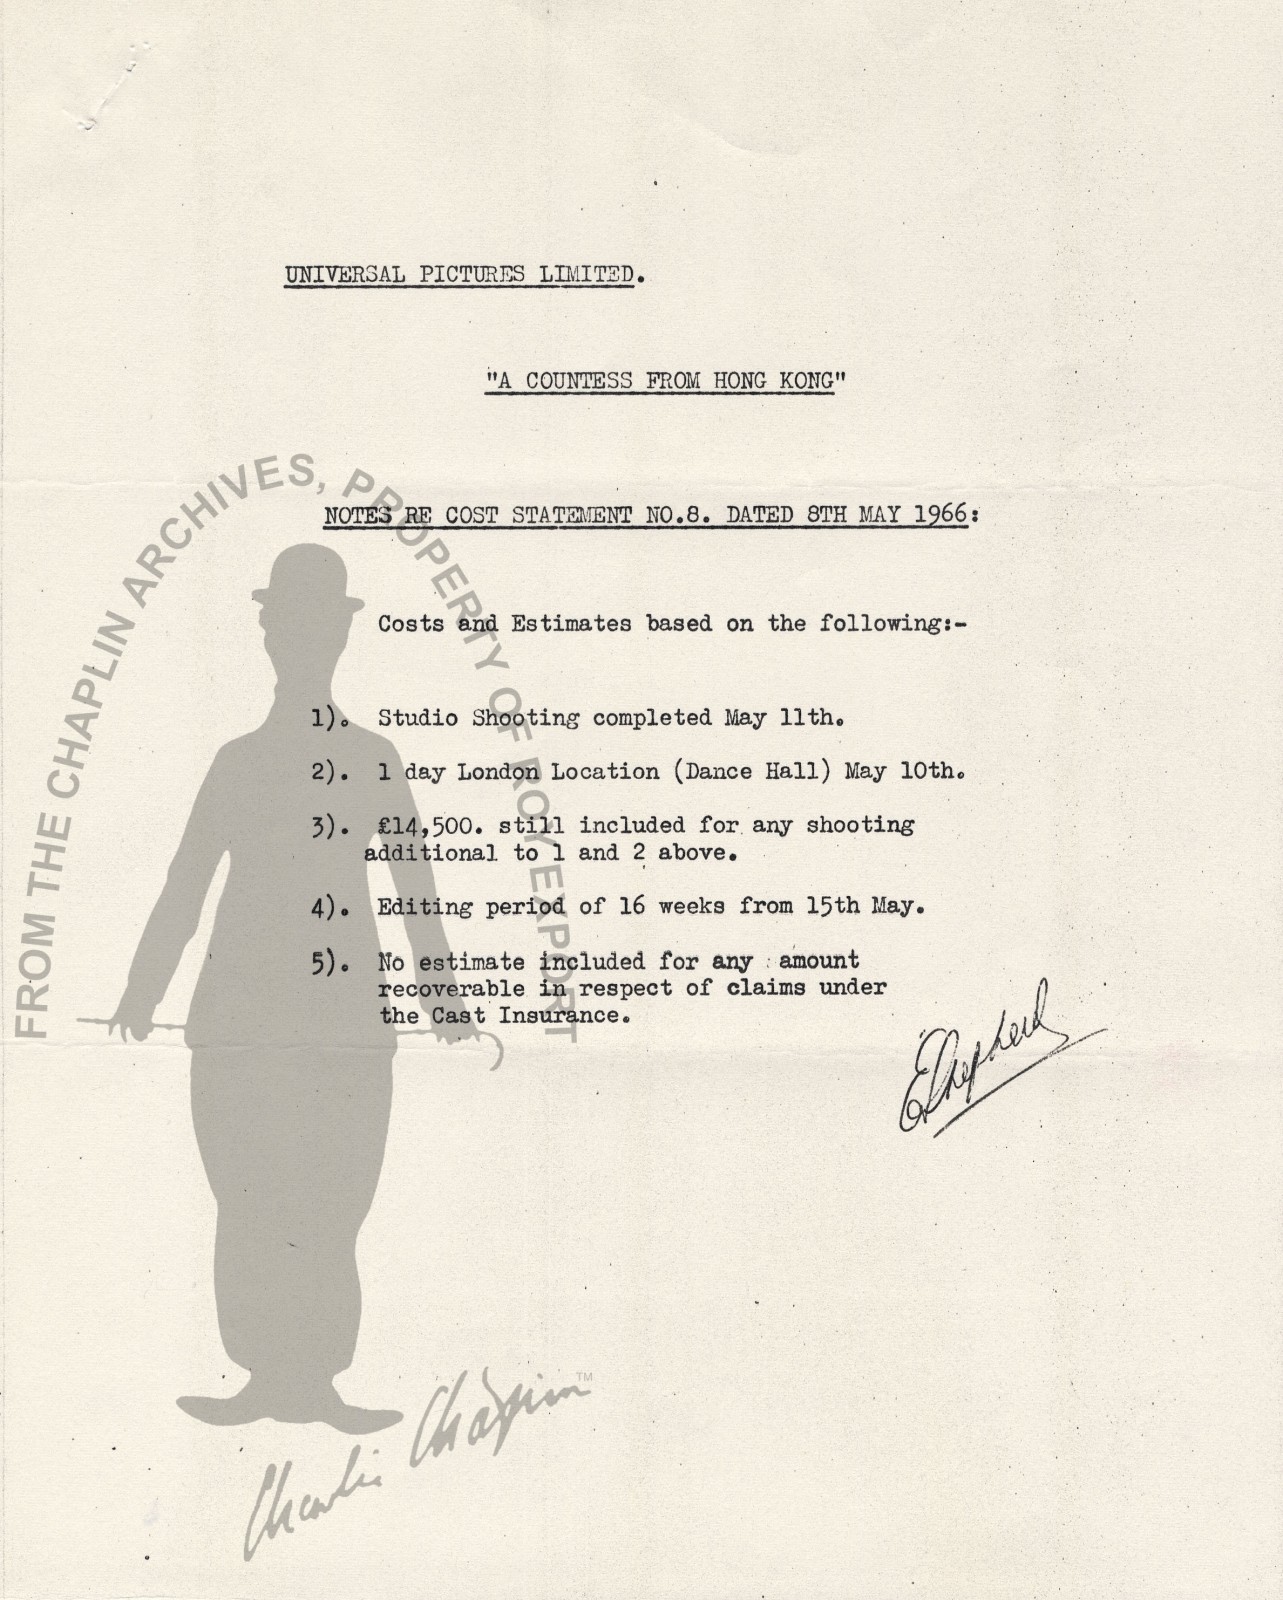 UNIVERSAL PICTURES LIMITED.
"A COUNTESS FROM HONG KONG"
NOTES RE COST STATEMENT NO.8. DATED 8TH MAY 1966:
Costs and Estimates based on the following:-
1). Studio Shooting completed May 11th.
2). 1 day London Location (Dance Hall) May 10th.
3). £14,500. still included for any shooting
additional to 1 and 2 above.
4). Editing period of 16 weeks from 15th May.
5). No estimate included for any amount
recoverable in respect of claims under
the Cast Insurance.
EShepherd
FROM THE CHAPLIN ARCHIVES, PROPERTY OF ROY EXPORT
Charlie Chaplin ™